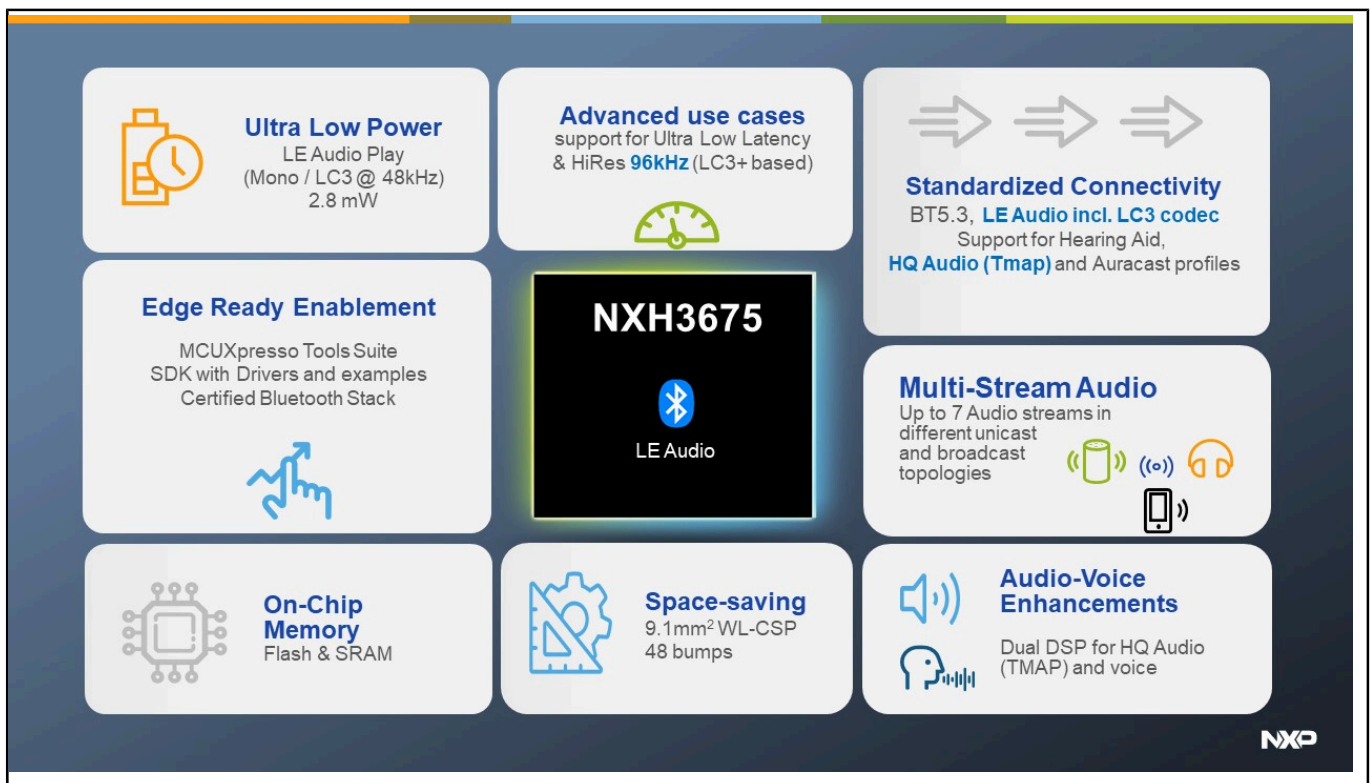 Ultra Low Power
LE Audio Play
(Mono / LC3 @ 48kHz)
2.8 mW
Advanced use cases
support for Ultra Low Latency
& HiRes 96kHz (LC3+ based)
Standardized Connectivity
BT5.3, LE Audio incl. LC3 codec
Support for Hearing Aid,
HQ Audio (Tmap) and Auracast profiles
Edge Ready Enablement
MCUXpresso Tools Suite
SDK with Drivers and examples
Certified Bluetooth Stack
NXH3675
LE Audio
Multi-Stream Audio
Up to 7 Audio streams in
different unicast
and broadcast
topologies
On-Chip
Memory
Flash & SRAM
Space-saving
9.1mm² WL-CSP
48 bumps
Audio-Voice
Enhancements
Dual DSP for HQ Audio
(TMAP) and voice
NXP